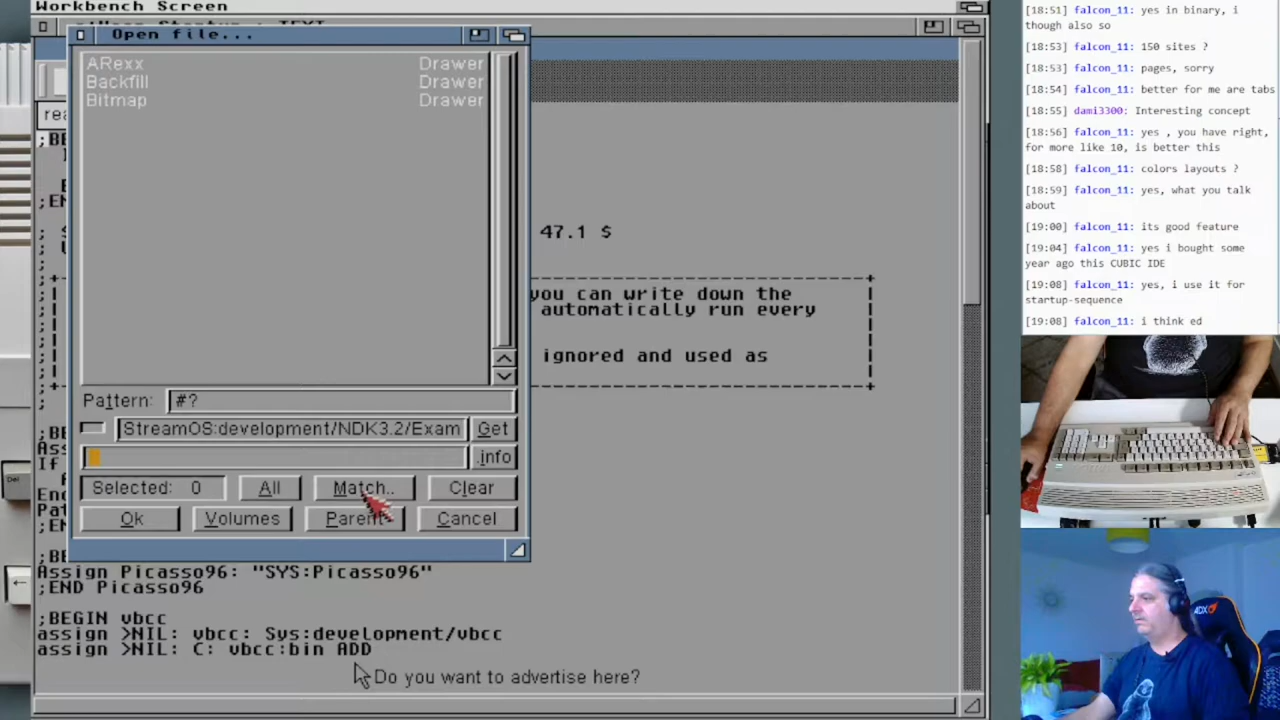 Workbench Screen
Open file...
ARexx Drawer
Backfill Drawer
Bitmap Drawer
Pattern: #?
StreamOS:development/NDK3.2/Exam Get
.info
Selected: 0 All Match.. Clear
Ok Volumes Parent Cancel
47.1 $
you can write down the
automatically run every
ignored and used as
Assign Picasso96: "SYS:Picasso96"
;END Picasso96
;BEGIN vbcc
assign >NIL: vbcc: Sys:development/vbcc
assign >NIL: C: vbcc:bin ADD
Do you want to advertise here?
[18:51] falcon_11: yes in binary, i
though also so
[18:53] falcon_11: 150 sites ?
[18:53] falcon_11: pages, sorry
[18:54] falcon_11: better for me are tabs
[18:55] dami3300: Interesting concept
[18:56] falcon_11: yes , you have right,
for more like 10, is better this
[18:58] falcon_11: colors layouts ?
[18:59] falcon_11: yes, what you talk
about
[19:00] falcon_11: its good feature
[19:04] falcon_11: yes i bought some
year ago this CUBIC IDE
[19:08] falcon_11: yes, i use it for
startup-sequence
[19:08] falcon_11: i think ed